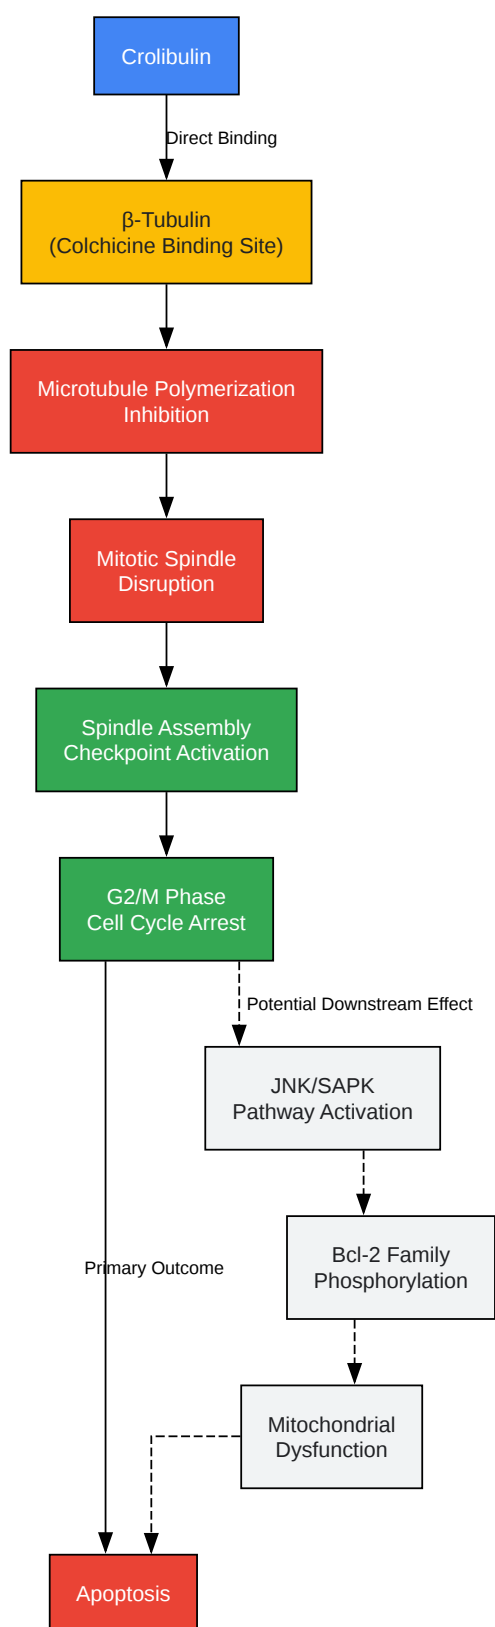 Crolibulin
Direct Binding
β-Tubulin
(Colchicine Binding Site)
Microtubule Polymerization
Inhibition
Mitotic Spindle
Disruption
Spindle Assembly
Checkpoint Activation
G2/M Phase
Cell Cycle Arrest
Potential Downstream Effect
JNK/SAPK
Pathway Activation
Bcl-2 Family
Phosphorylation
Primary Outcome
Mitochondrial
Dysfunction
Apoptosis